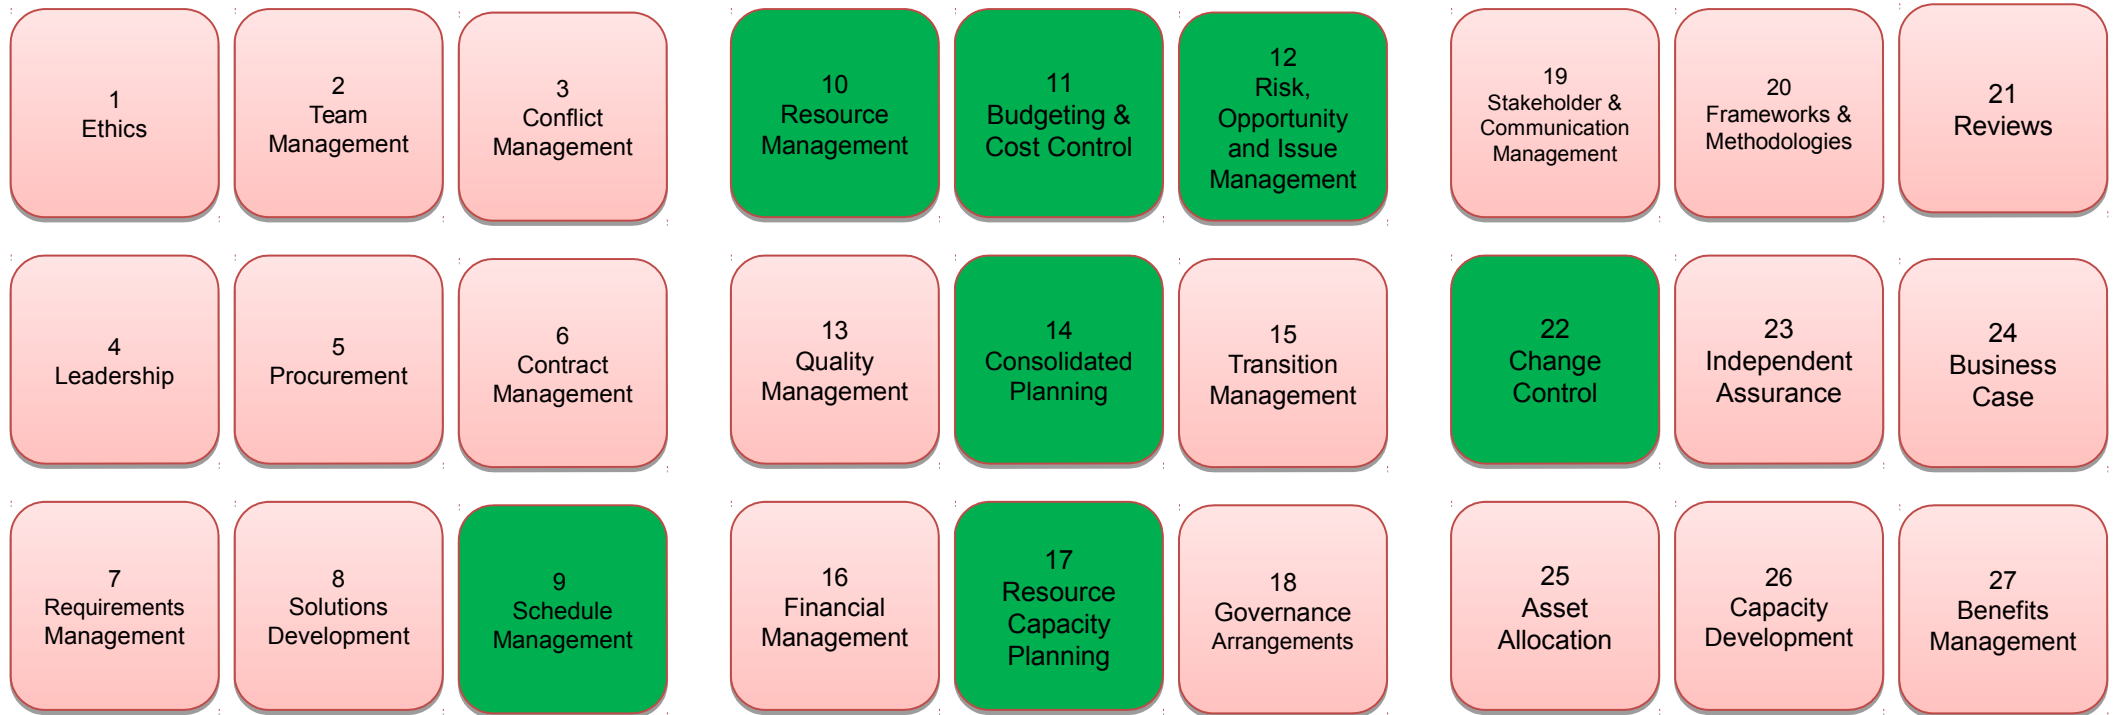 1
Ethics
2
Team
Management
3
Conflict
Management
10
Resource
Management
11
Budgeting &
Cost Control
12
Risk,
Opportunity
and Issue
Management
19
Stakeholder &
Communication
Management
20
Frameworks &
Methodologies
21
Reviews
4
Leadership
5
Procurement
6
Contract
Management
13
Quality
Management
14
Consolidated
Planning
15
Transition
Management
22
Change
Control
23
Independent
Assurance
24
Business
Case
7
Requirements
Management
8
Solutions
Development
9
Schedule
Management
16
Financial
Management
17
Resource
Capacity
Planning
18
Governance
Arrangements
25
Asset
Allocation
26
Capacity
Development
27
Benefits
Management